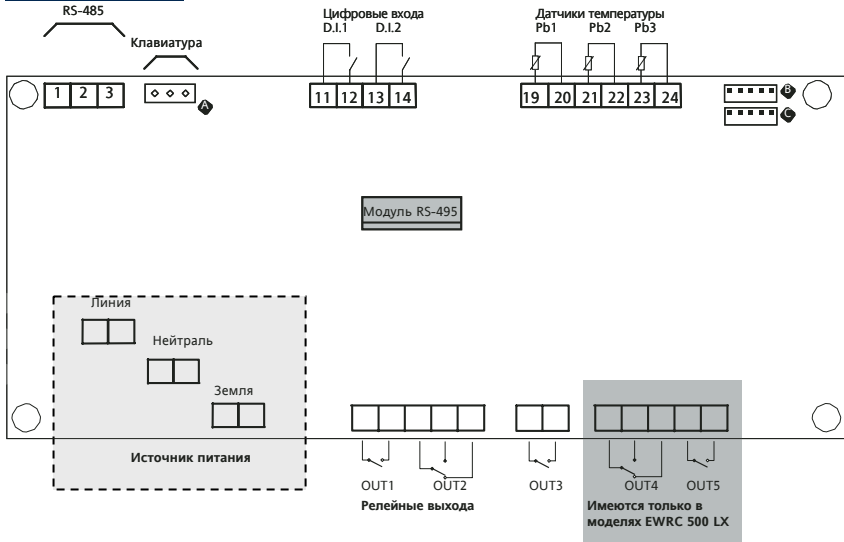 RS-485
Клавиатура
Цифровые входа
D.I.1 D.I.2
Датчики температуры
Pb1 Pb2 Pb3
1 2 3
A
11 12 13 14
19 20 21 22 23 24
B
C
Модуль RS-495
Линия
Нейтраль
Земля
Источник питания
OUT1 OUT2 OUT3 OUT4 OUT5
Релейные выхода
Имеются только в
моделях EWRC 500 LX